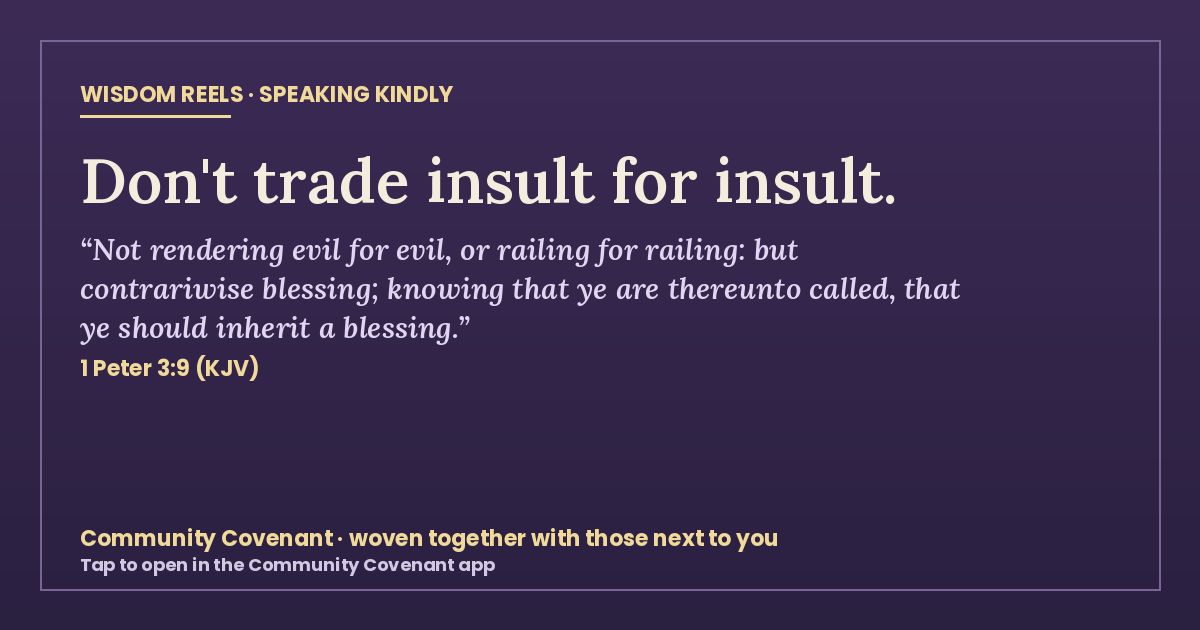 WISDOM REELS · SPEAKING KINDLY
Don't trade insult for insult.
“Not rendering evil for evil, or railing for railing: but
contrariwise blessing; knowing that ye are thereunto called, that
ye should inherit a blessing.”
1 Peter 3:9 (KJV)
Community Covenant · woven together with those next to you
Tap to open in the Community Covenant app